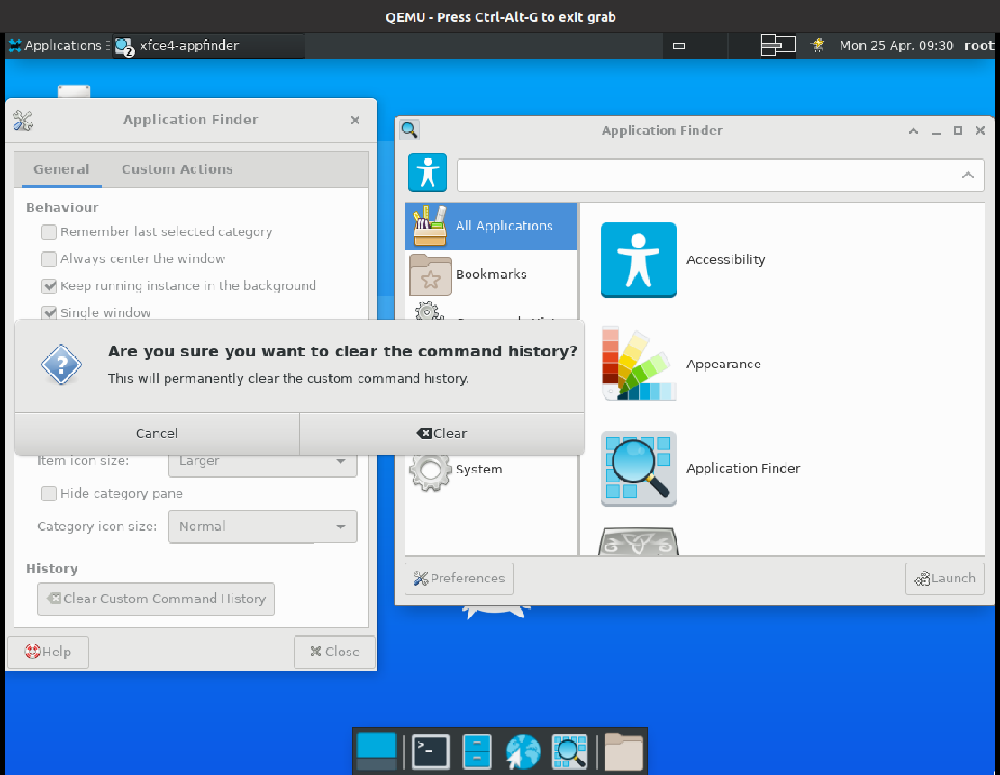 QEMU - Press Ctrl-Alt-G to exit grab
Applications
2
xfce4-appfinder
Mon 25 Apr, 09:30
root
Application Finder
General
Custom Actions
Behaviour
Remember last selected category
Always center the window
Keep running instance in the background
Single window
Are you sure you want to clear the command history?
This will permanently clear the custom command history.
Cancel
Clear
Item icon size:
Larger
Hide category pane
Category icon size:
Normal
History
Clear Custom Command History
Help
Close
Application Finder
All Applications
Bookmarks
System
Accessibility
Appearance
Application Finder
Preferences
Launch